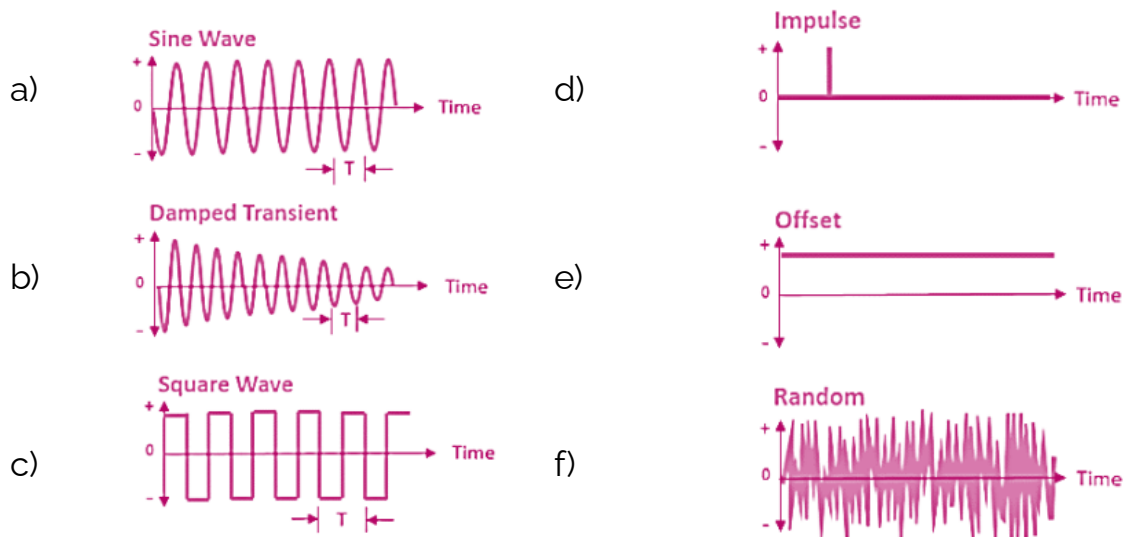 a)
Sine Wave
+
0
-
Time
T
b)
Damped Transient
+
0
-
Time
T
c)
Square Wave
+
0
-
Time
T
d)
Impulse
+
0
-
Time
e)
Offset
+
0
-
Time
f)
Random
+
0
-
Time